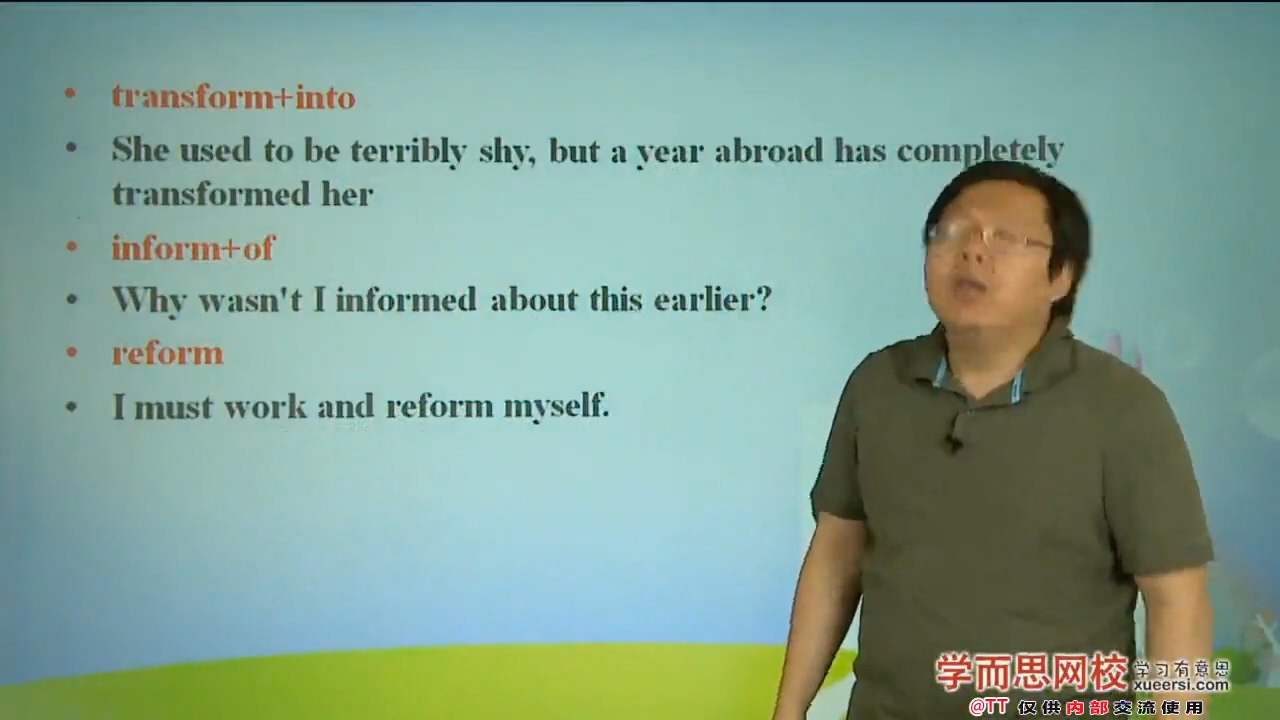 transform+into
She used to be terribly shy, but a year abroad has completely
transformed her
inform+of
Why wasn't I informed about this earlier?
reform
I must work and reform myself.
学而思网校 学习有意思
xueersi.com
@TT 仅供内部交流使用